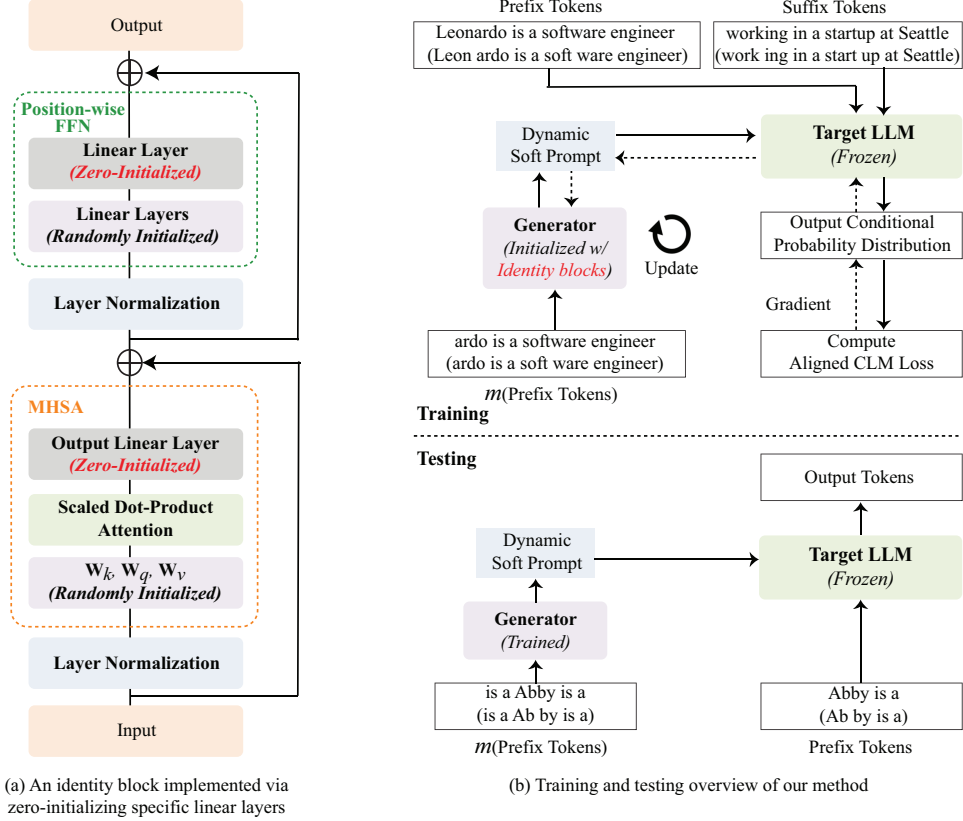 Output
Position-wise
FFN
Linear Layer
(Zero-Initialized)
Linear Layers
(Randomly Initialized)
Layer Normalization
MHSA
Output Linear Layer
(Zero-Initialized)
Scaled Dot-Product
Attention
Wk, Wq, Wv
(Randomly Initialized)
Layer Normalization
Input
(a) An identity block implemented via
zero-initializing specific linear layers
Prefix Tokens
Leonardo is a software engineer
(Leon ardo is a soft ware engineer)
Suffix Tokens
working in a startup at Seattle
(work ing in a start up at Seattle)
Dynamic
Soft Prompt
Target LLM
(Frozen)
Generator
(Initialized w/
Identity blocks)
Update
Output Conditional
Probability Distribution
Gradient
ardo is a software engineer
(ardo is a soft ware engineer)
m(Prefix Tokens)
Compute
Aligned CLM Loss
Training
Testing
Output Tokens
Dynamic
Soft Prompt
Target LLM
(Frozen)
Generator
(Trained)
is a Abby is a
(is a Ab by is a)
m(Prefix Tokens)
Abby is a
(Ab by is a)
Prefix Tokens
(b) Training and testing overview of our method